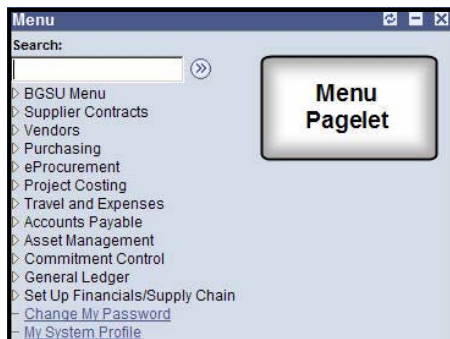 Menu
Search:
BGSU Menu
Supplier Contracts
Vendors
Purchasing
eProcurement
Project Costing
Travel and Expenses
Accounts Payable
Asset Management
Commitment Control
General Ledger
Set Up Financials/Supply Chain
Change My Password
My System Profile
Menu
Pagelet